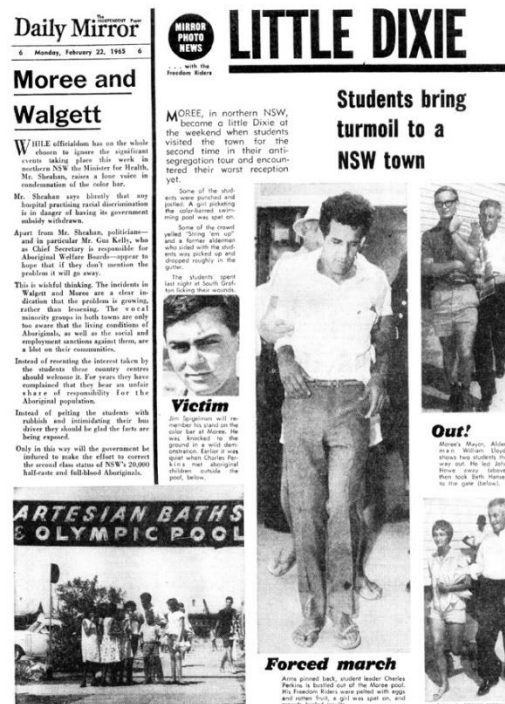 The
INDEPENDENT Paper
Daily Mirror
6 Monday, February 22, 1965 6
Moree and
Walgett
WHILE officialdom has on the whole
chosen to ignore the significant
events taking place this week in
northern NSW the Minister for Health,
Mr. Sheahan, raises a lone voice in
condemnation of the color bar.
Mr. Sheahan says bluntly that any
hospital practising racial discrimination
is in danger of having its government
subsidy withdrawn.
Apart from Mr. Sheahan, politicians—
and in particular Mr. Gus Kelly, who
as Chief Secretary is responsible for
Aboriginal Welfare Boards—appear to
hope that if they don't mention the
problem it will go away.
This is wishful thinking. The incidents in
Walgett and Moree are a clear in-
dication that the problem is growing,
rather than lessening. The vocal
minority groups in both towns are only
too aware that the living conditions of
Aboriginals, as well as the social and
employment sanctions against them, are
a blot on their communities.
Instead of resenting the interest taken by
the students these country centres
should welcome it. For years they have
complained that they bear an unfair
share of responsibility for the
Aboriginal population.
Instead of pelting the students with
rubbish and intimidating their bus
driver they should be glad the facts are
being exposed.
Only in this way will the government be
induced to make the effort to correct
the second class status of NSW's 20,000
half-caste and full-blood Aboriginals.
MIRROR
PHOTO
NEWS
. . . with the
Freedom Riders
LITTLE DIXIE
MOREE, in northern NSW,
became a little Dixie at
the weekend when students
visited the town for the
second time in their anti-
segregation tour and encoun-
tered their worst reception
yet.
Some of the stud-
ents were punched and
jostled. A girl picketing
the color-barred swim-
ming pool was spat on.
Some of the crowd
yelled "String 'em up"
and a former alderman
who sided with the stud-
ents was picked up and
dropped roughly in the
gutter.
The students spent
last night at South Graf-
ton licking their wounds.
Students bring
turmoil to a
NSW town
Victim
Jim Spigelman will re-
member his stand on the
color bar at Moree. He
was knocked to the
ground in a wild dem-
onstration. Earlier it was
quiet when Charles Per-
kins met aboriginal
children outside the
pool, below.
Out!
Moree's Mayor, Alder-
man William Lloyd
shows two students the
way out. He led John
Howe away (above)
then took Beth Hansen
to the gate (below).
ARTESIAN BATHS
& OLYMPIC POOL
Forced march
Arms pinned back, student leader Charles
Perkins is bustled out of the Moree pool.
His Freedom Riders were pelted with eggs
and rotten fruit, a girl was spat on, and